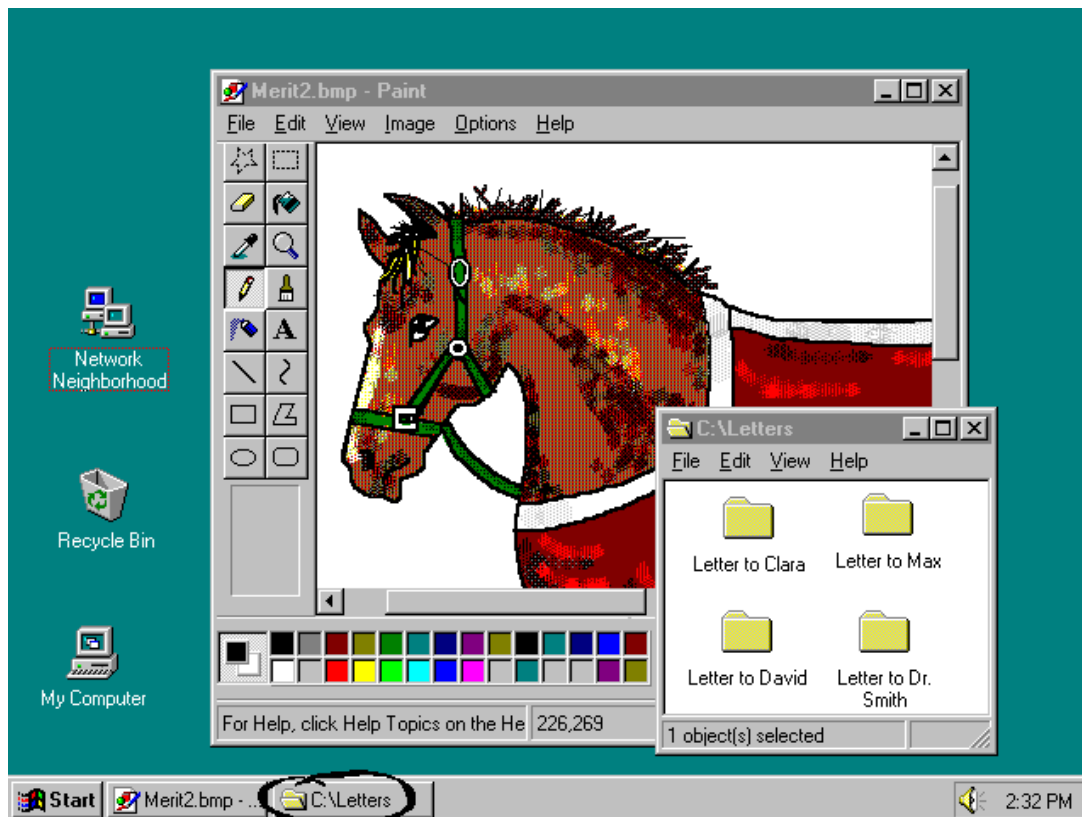 Merit2.bmp - Paint
File Edit View Image Options Help
A
Network
Neighborhood
Recycle Bin
My Computer
C:\Letters
File Edit View Help
Letter to Clara
Letter to Max
Letter to David
Letter to Dr.
Smith
1 object(s) selected
For Help, click Help Topics on the He
226,269
Start
Merit2.bmp - ...
C:\Letters
2:32 PM